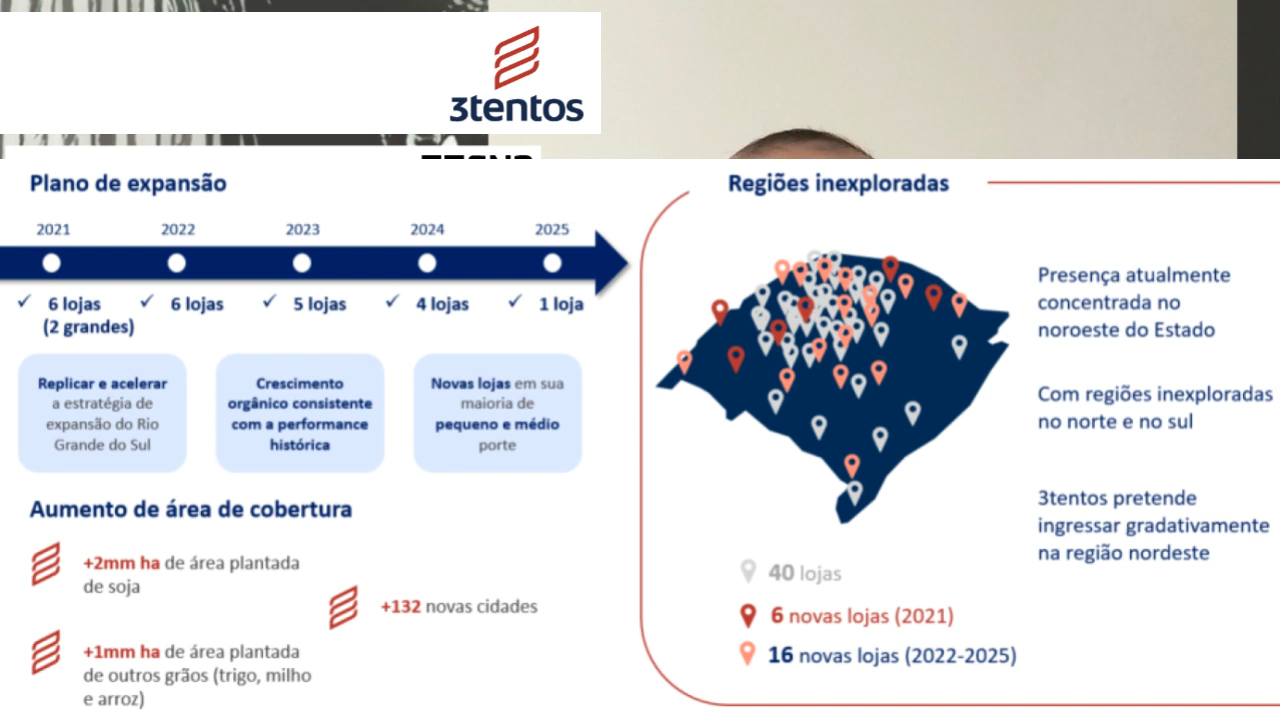 3tentos
Plano de expansão
2021 2022 2023 2024 2025
6 lojas 6 lojas 5 lojas 4 lojas 1 loja
(2 grandes)
Replicar e acelerar
a estratégia de
expansão do Rio
Grande do Sul
Crescimento
orgânico consistente
com a performance
histórica
Novas lojas em sua
maioria de
pequeno e médio
porte
Aumento de área de cobertura
+2mm ha de área plantada
de soja
+132 novas cidades
+1mm ha de área plantada
de outros grãos (trigo, milho
e arroz)
Regiões inexploradas
Presença atualmente
concentrada no
noroeste do Estado
Com regiões inexploradas
no norte e no sul
3tentos pretende
ingressar gradativamente
na região nordeste
40 lojas
6 novas lojas (2021)
16 novas lojas (2022-2025)